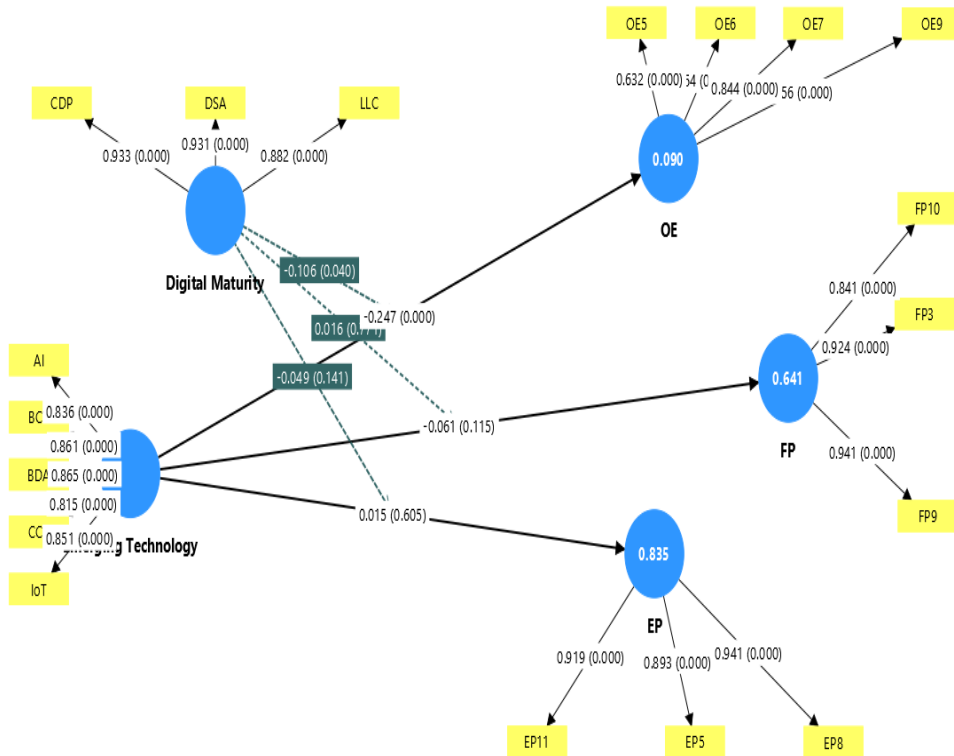 OE5
OE6
OE7
OE9
0.632 (0.000)
0.844 (0.000)
CDP
DSA
LLC
0.933 (0.000)
0.931 (0.000)
0.882 (0.000)
0.090
OE
Digital Maturity
-0.106 (0.040)
-0.247 (0.000)
0.016
-0.049 (0.141)
FP10
0.841 (0.000)
FP3
0.924 (0.000)
0.641
FP
0.941 (0.000)
FP9
-0.061 (0.115)
AI
0.836 (0.000)
BC
0.861 (0.000)
BDA
0.865 (0.000)
0.815 (0.000)
CC
0.851 (0.000)
Technology
IoT
0.015 (0.605)
0.835
EP
0.919 (0.000)
0.893 (0.000)
0.941 (0.000)
EP11
EP5
EP8